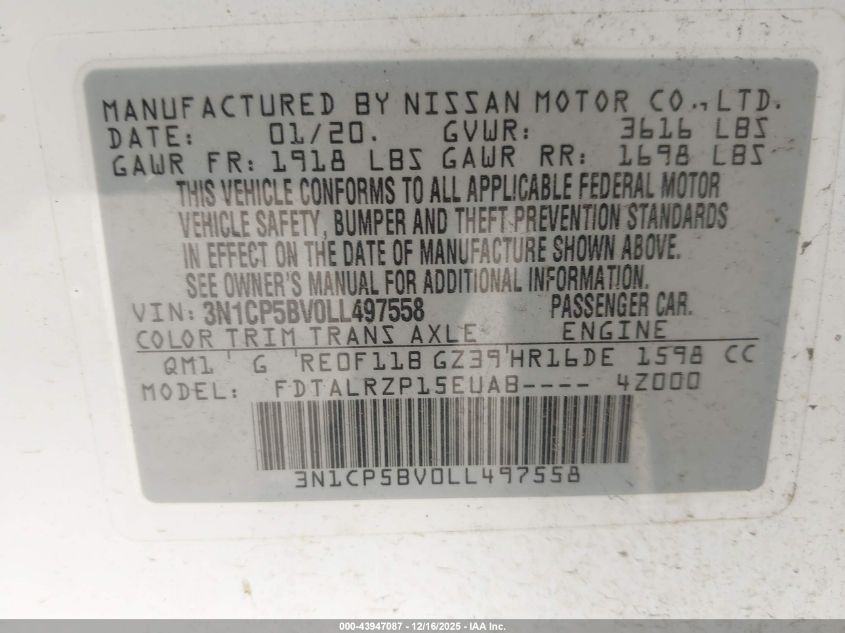 MANUFACTURED BY NISSAN MOTOR CO., LTD.
DATE: 01/20. GVWR: 3616 LBS
GAWR FR: 1918 LBS GAWR RR: 1698 LBS
THIS VEHICLE CONFORMS TO ALL APPLICABLE FEDERAL MOTOR
VEHICLE SAFETY, BUMPER AND THEFT PREVENTION STANDARDS
IN EFFECT ON THE DATE OF MANUFACTURE SHOWN ABOVE.
SEE OWNER'S MANUAL FOR ADDITIONAL INFORMATION.
VIN: 3N1CP5BV0LL497558 PASSENGER CAR.
COLOR TRIM TRANS AXLE ENGINE
QM1 ' G 'RE0F11B GZ39'HR16DE 1598 CC
MODEL: FDTALRZP15EUAB---- 4Z000
3N1CP5BV0LL497558
000-43947087 - 12/16/2025 - IAA Inc.